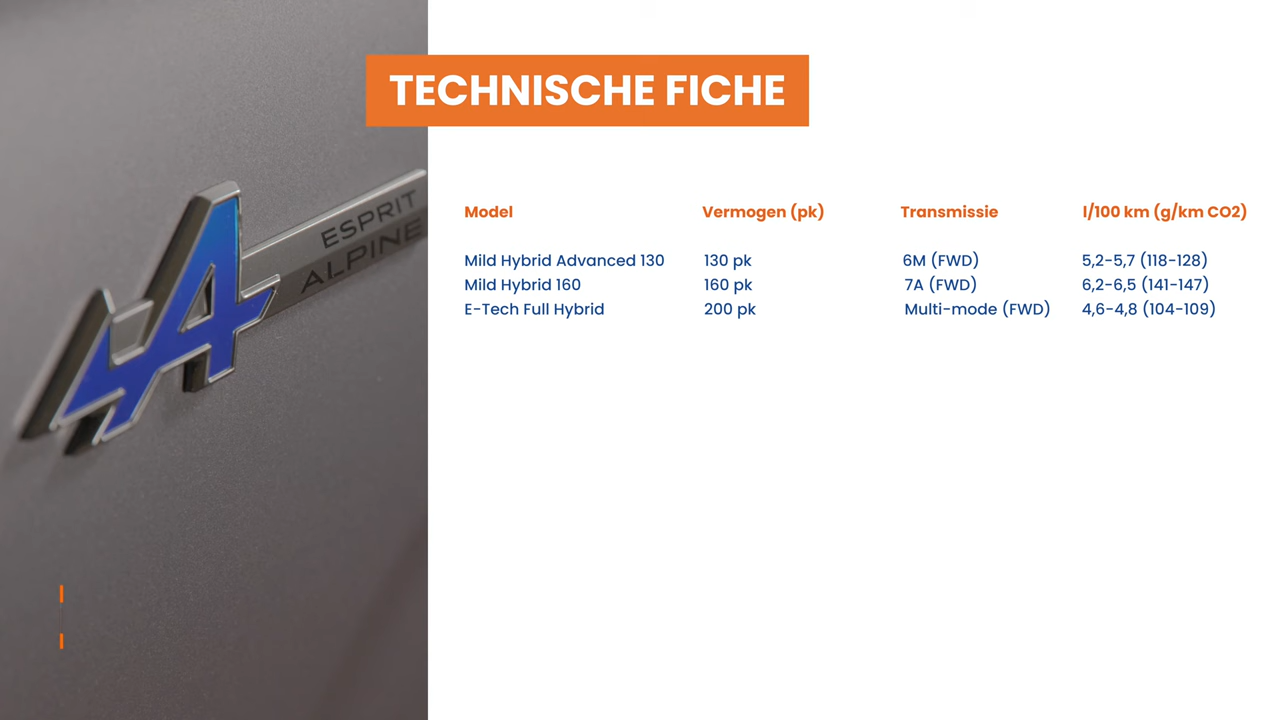 TECHNISCHE FICHE
ESPRIT
ALPINE
Model Vermogen (pk) Transmissie l/100 km (g/km CO2)
Mild Hybrid Advanced 130 130 pk 6M (FWD) 5,2-5,7 (118-128)
Mild Hybrid 160 160 pk 7A (FWD) 6,2-6,5 (141-147)
E-Tech Full Hybrid 200 pk Multi-mode (FWD) 4,6-4,8 (104-109)